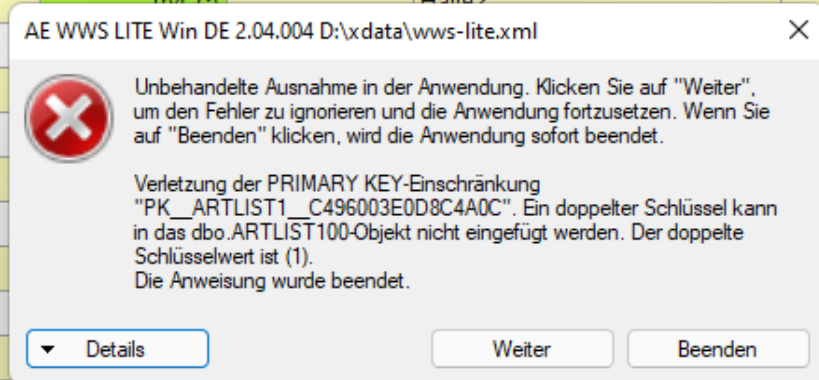 AE WWS LITE Win DE 2.04.004 D:\xdata\wws-lite.xml
Unbehandelte Ausnahme in der Anwendung. Klicken Sie auf "Weiter",
um den Fehler zu ignorieren und die Anwendung fortzusetzen. Wenn Sie
auf "Beenden" klicken, wird die Anwendung sofort beendet.
Verletzung der PRIMARY KEY-Einschränkung
"PK__ARTLIST1__C496003E0D8C4A0C". Ein doppelter Schlüssel kann
in das dbo.ARTLIST100-Objekt nicht eingefügt werden. Der doppelte
Schlüsselwert ist (1).
Die Anweisung wurde beendet.
Details
Weiter
Beenden